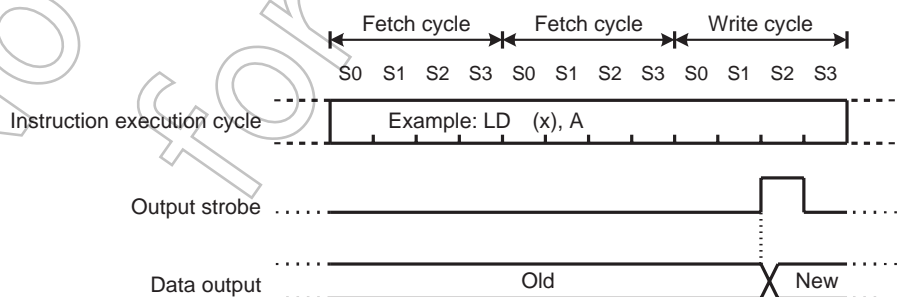 Fetch cycle Fetch cycle Write cycle
S0 S1 S2 S3 S0 S1 S2 S3 S0 S1 S2 S3
Instruction execution cycle
Example: LD (x), A
Output strobe
Data output
Old New
for